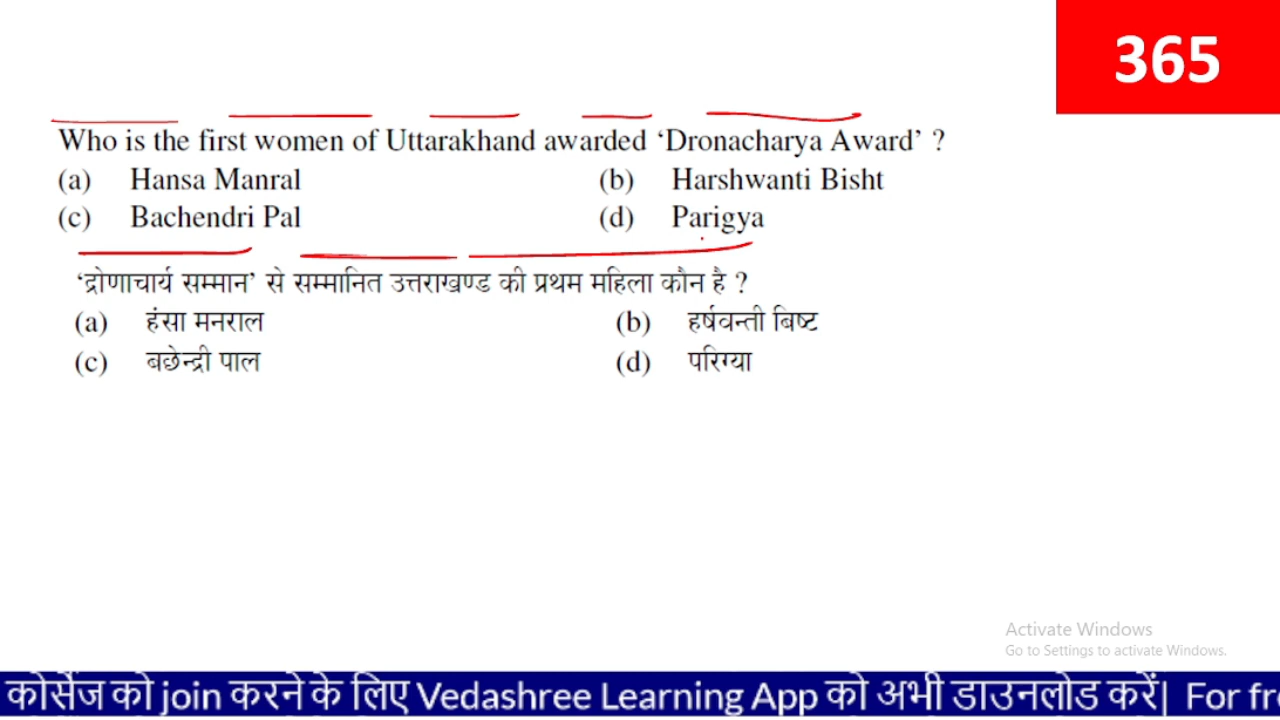 365
Who is the first women of Uttarakhand awarded ‘Dronacharya Award’ ?
(a) Hansa Manral (b) Harshwanti Bisht
(c) Bachendri Pal (d) Parigya
‘द्रोणाचार्य सम्मान’ से सम्मानित उत्तराखण्ड की प्रथम महिला कौन है ?
(a) हंसा मनराल (b) हर्षवन्ती बिष्ट
(c) बछेन्द्री पाल (d) परिग्या
Activate Windows
Go to Settings to activate Windows.
कोर्सेज को join करने के लिए Vedashree Learning App को अभी डाउनलोड करें| For fr